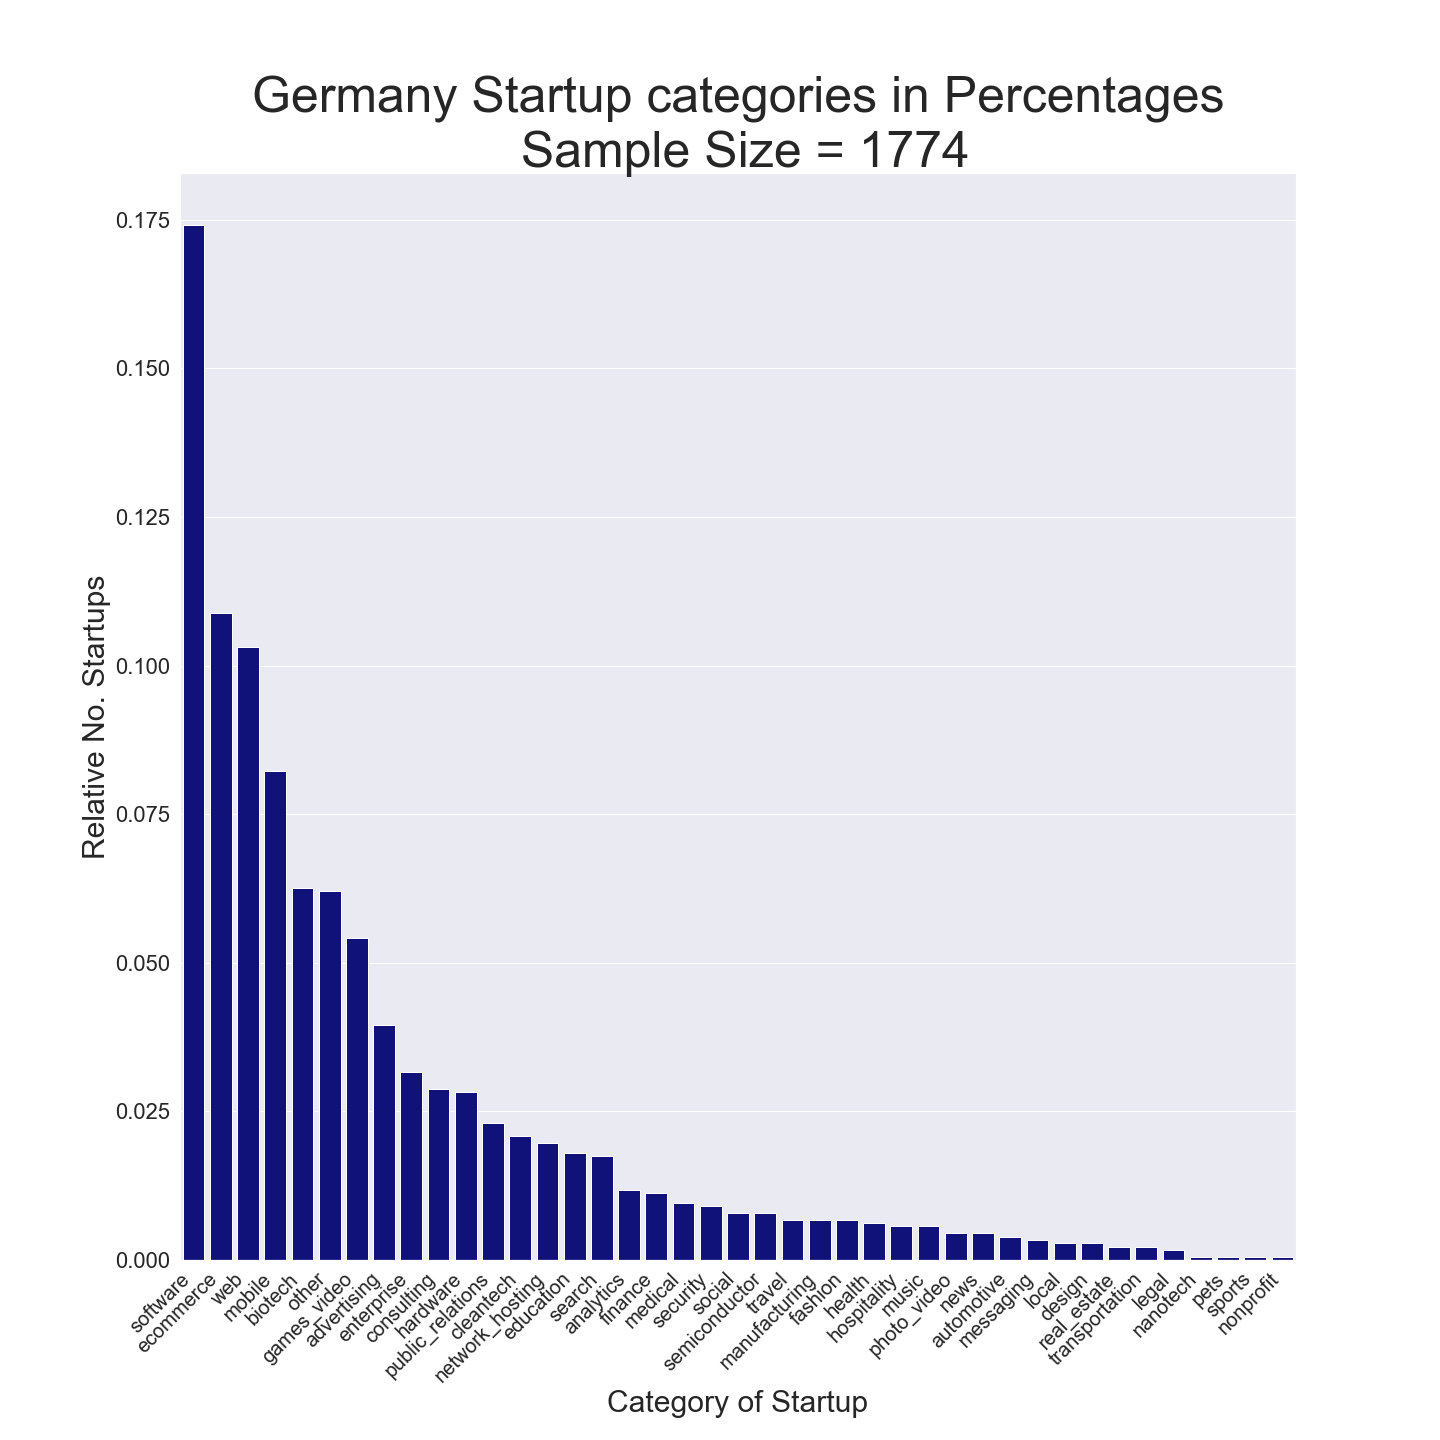 Germany Startup categories in Percentages
Sample Size = 1774
0.175
0.150
0.125
0.100
0.075
0.050
0.025
0.000
Relative No. Startups
software
ecommerce
web
mobile
biotech
other
games_video
advertising
enterprise
consulting
hardware
public_relations
cleantech
network_hosting
education
search
analytics
finance
medical
security
social
semiconductor
travel
manufacturing
fashion
health
hospitality
music
photo_video
news
automotive
messaging
local
design
real_estate
transportation
legal
nanotech
pets
sports
nonprofit
Category of Startup